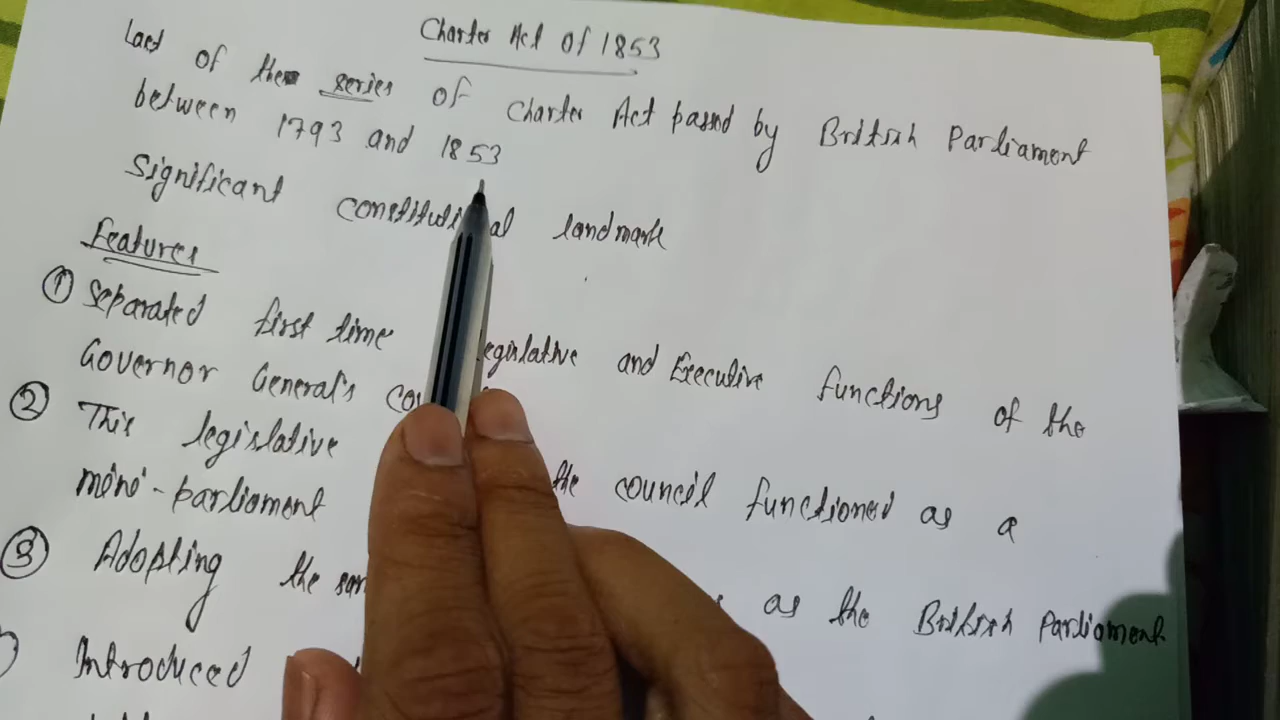 Charter Act of 1853
Last of the series of Charter Act passed by British Parliament
between 1793 and 1853
Significant landmark
Features
① Separated first time and Executive functions of the
Governor General's
② This legislative the council functioned as a
mini-parliament
③ Adopting the as the British Parliament
Introduced